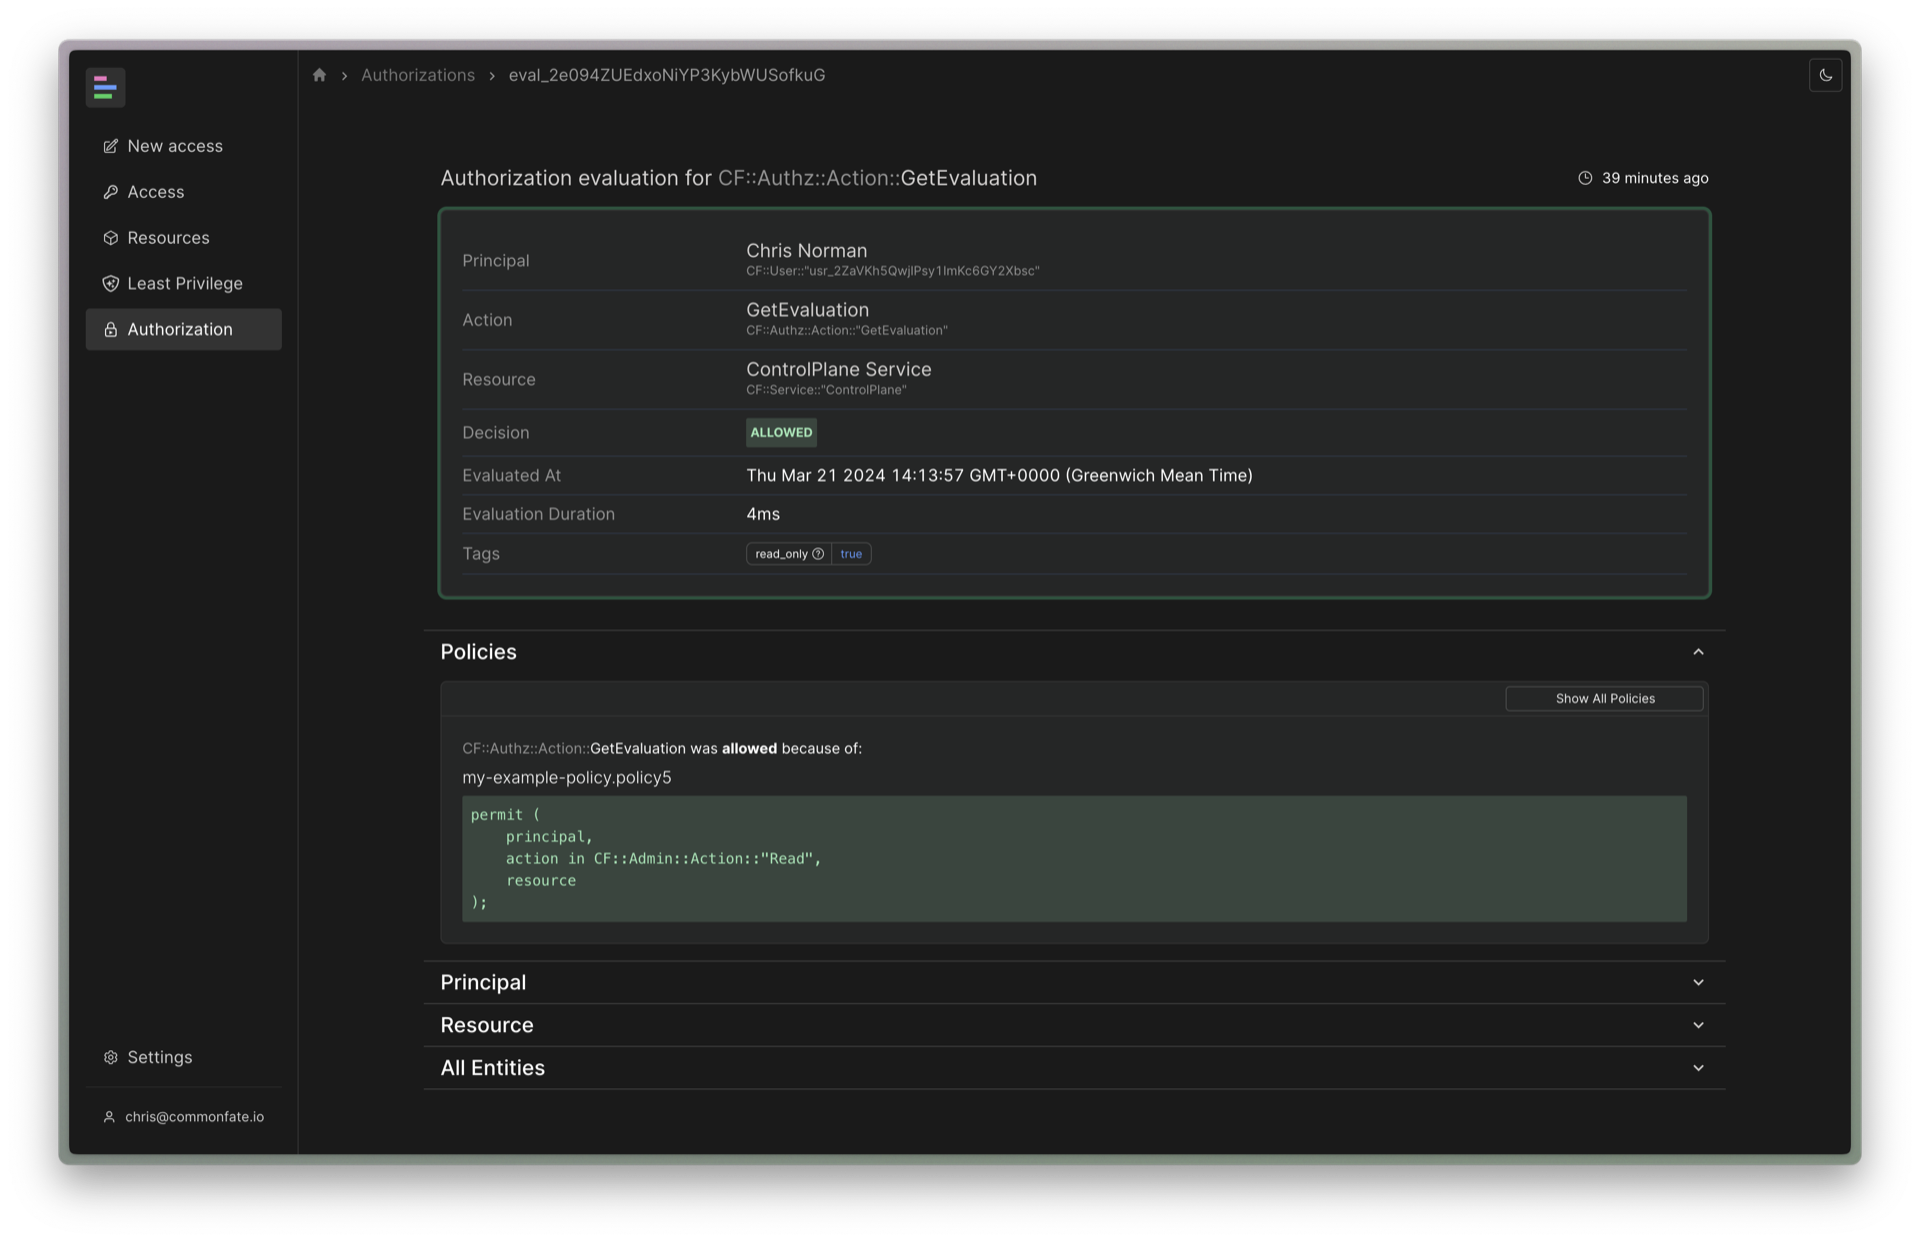 Authorizations
eval_2e094ZUEdxoNiYP3KybWUSofkuG
New access
Access
Resources
Least Privilege
Authorization
Settings
chris@commonfate.io
Authorization evaluation for CF::Authz::Action::GetEvaluation
39 minutes ago
Principal
Chris Norman
CF::User::"usr_2ZaVKh5QwjlPsy1ImKc6GY2Xbsc"
Action
GetEvaluation
CF::Authz::Action::"GetEvaluation"
Resource
ControlPlane Service
CF::Service::"ControlPlane"
Decision
ALLOWED
Evaluated At
Thu Mar 21 2024 14:13:57 GMT+0000 (Greenwich Mean Time)
Evaluation Duration
4ms
Tags
read_only true
Policies
Show All Policies
CF::Authz::Action::GetEvaluation was allowed because of:
my-example-policy.policy5
permit (
principal,
action in CF::Admin::Action::"Read",
resource
);
Principal
Resource
All Entities